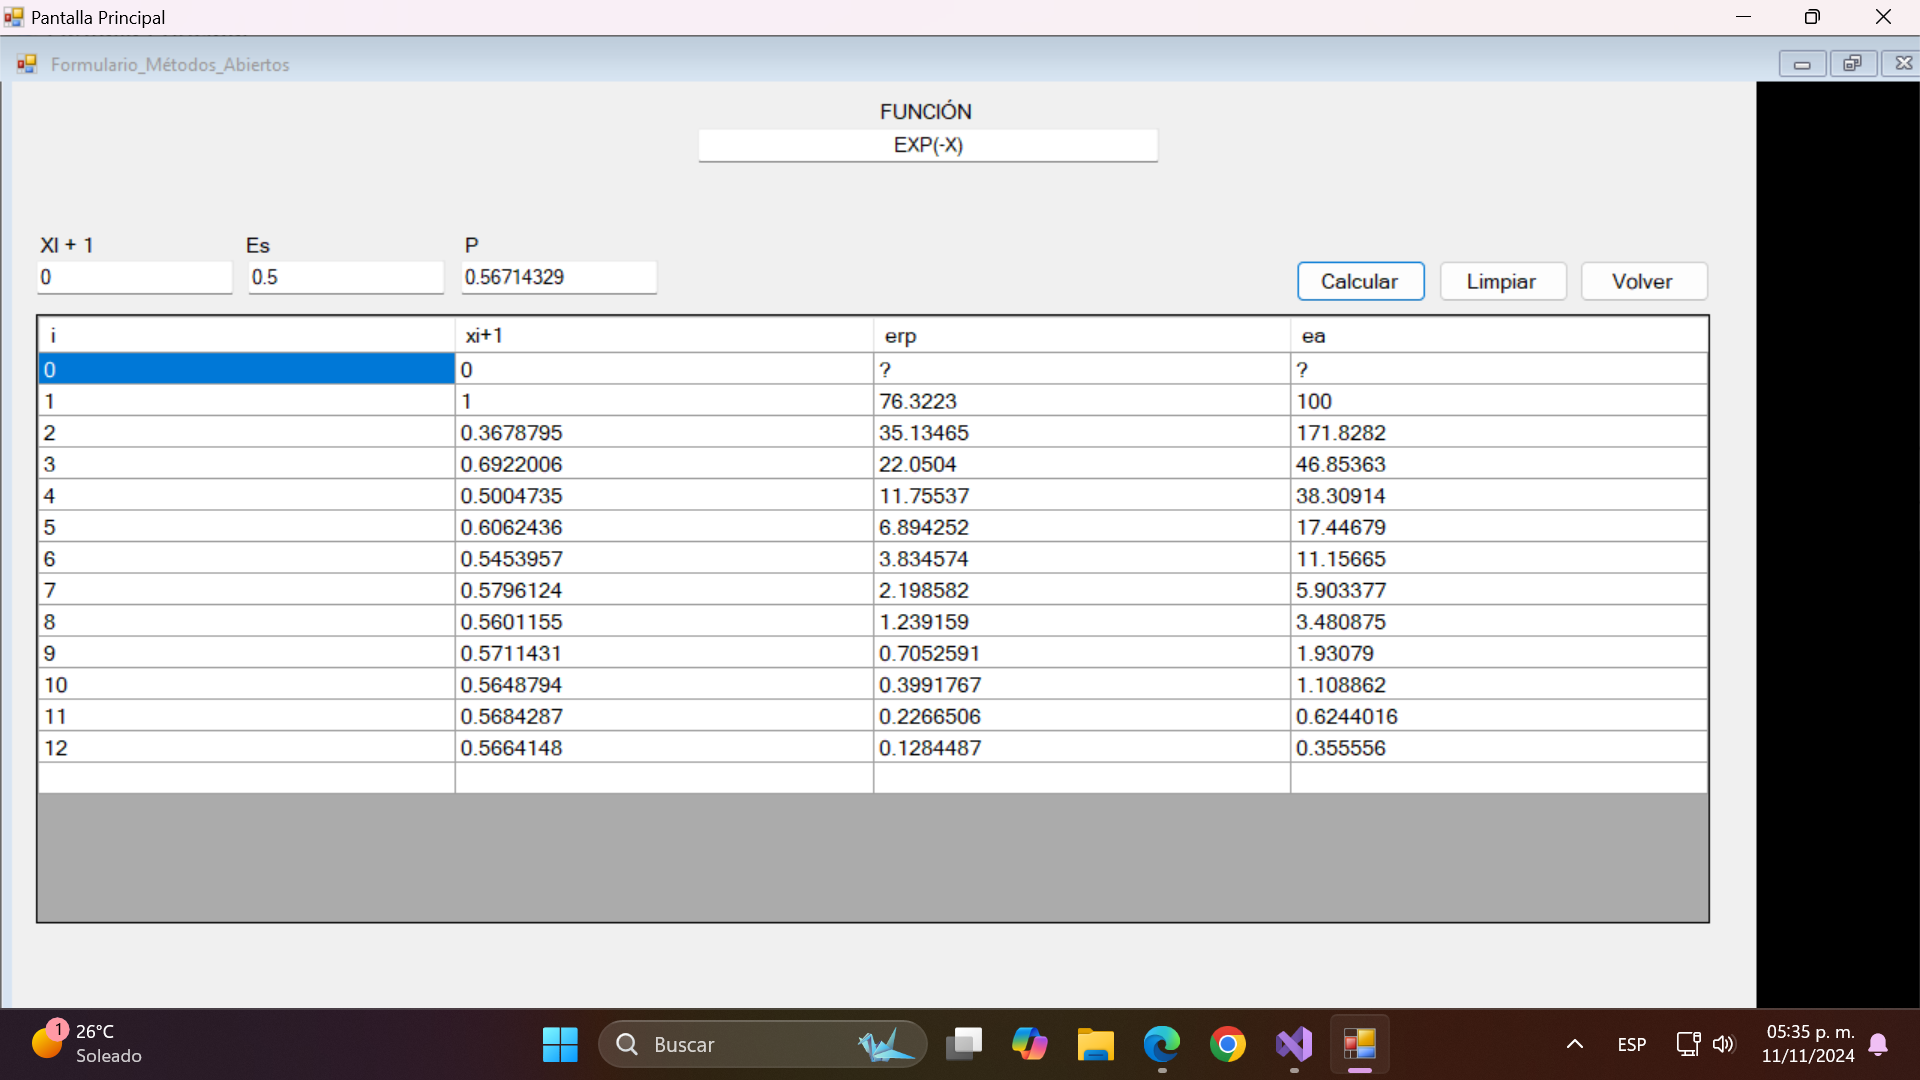 Pantalla Principal
Formulario_Métodos_Abiertos
FUNCIÓN
EXP(-X)
XI + 1 Es P
0 0.5 0.56714329
Calcular Limpiar Volver
i xi+1 erp ea
0 0 ? ?
1 1 76.3223 100
2 0.3678795 35.13465 171.8282
3 0.6922006 22.0504 46.85363
4 0.5004735 11.75537 38.30914
5 0.6062436 6.894252 17.44679
6 0.5453957 3.834574 11.15665
7 0.5796124 2.198582 5.903377
8 0.5601155 1.239159 3.480875
9 0.5711431 0.7052591 1.93079
10 0.5648794 0.3991767 1.108862
11 0.5684287 0.2266506 0.6244016
12 0.5664148 0.1284487 0.355556
1 26°C
Soleado
Buscar
ESP
05:35 p. m.
11/11/2024